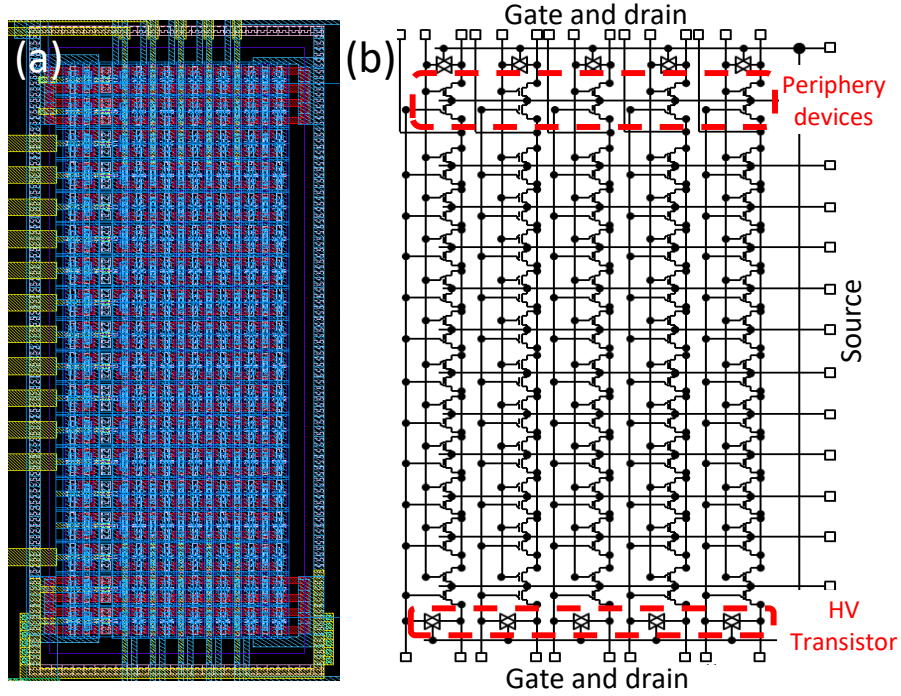 Gate and drain
(a)
(b)
Periphery
devices
Source
HV
Transistor
Gate and drain